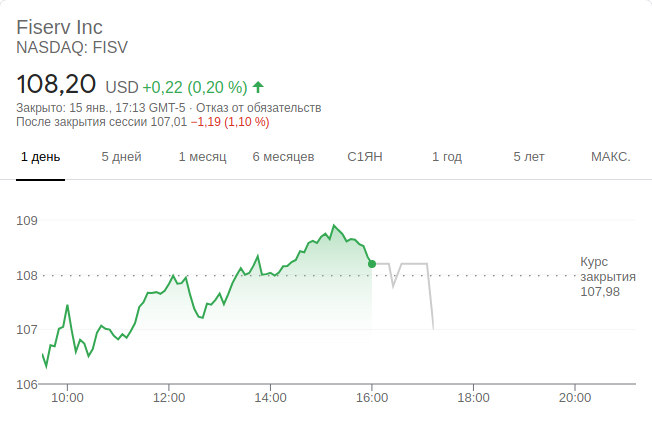 Fiserv Inc
NASDAQ: FISV
108,20 USD +0,22 (0,20 %)
Закрыто: 15 янв., 17:13 GMT-5 · Отказ от обязательств
После закрытия сессии 107,01 −1,19 (1,10 %)
1 день 5 дней 1 месяц 6 месяцев С1ЯН 1 год 5 лет МАКС.
109
108
107
106
Курс
закрытия
107,98
10:00 12:00 14:00 16:00 18:00 20:00